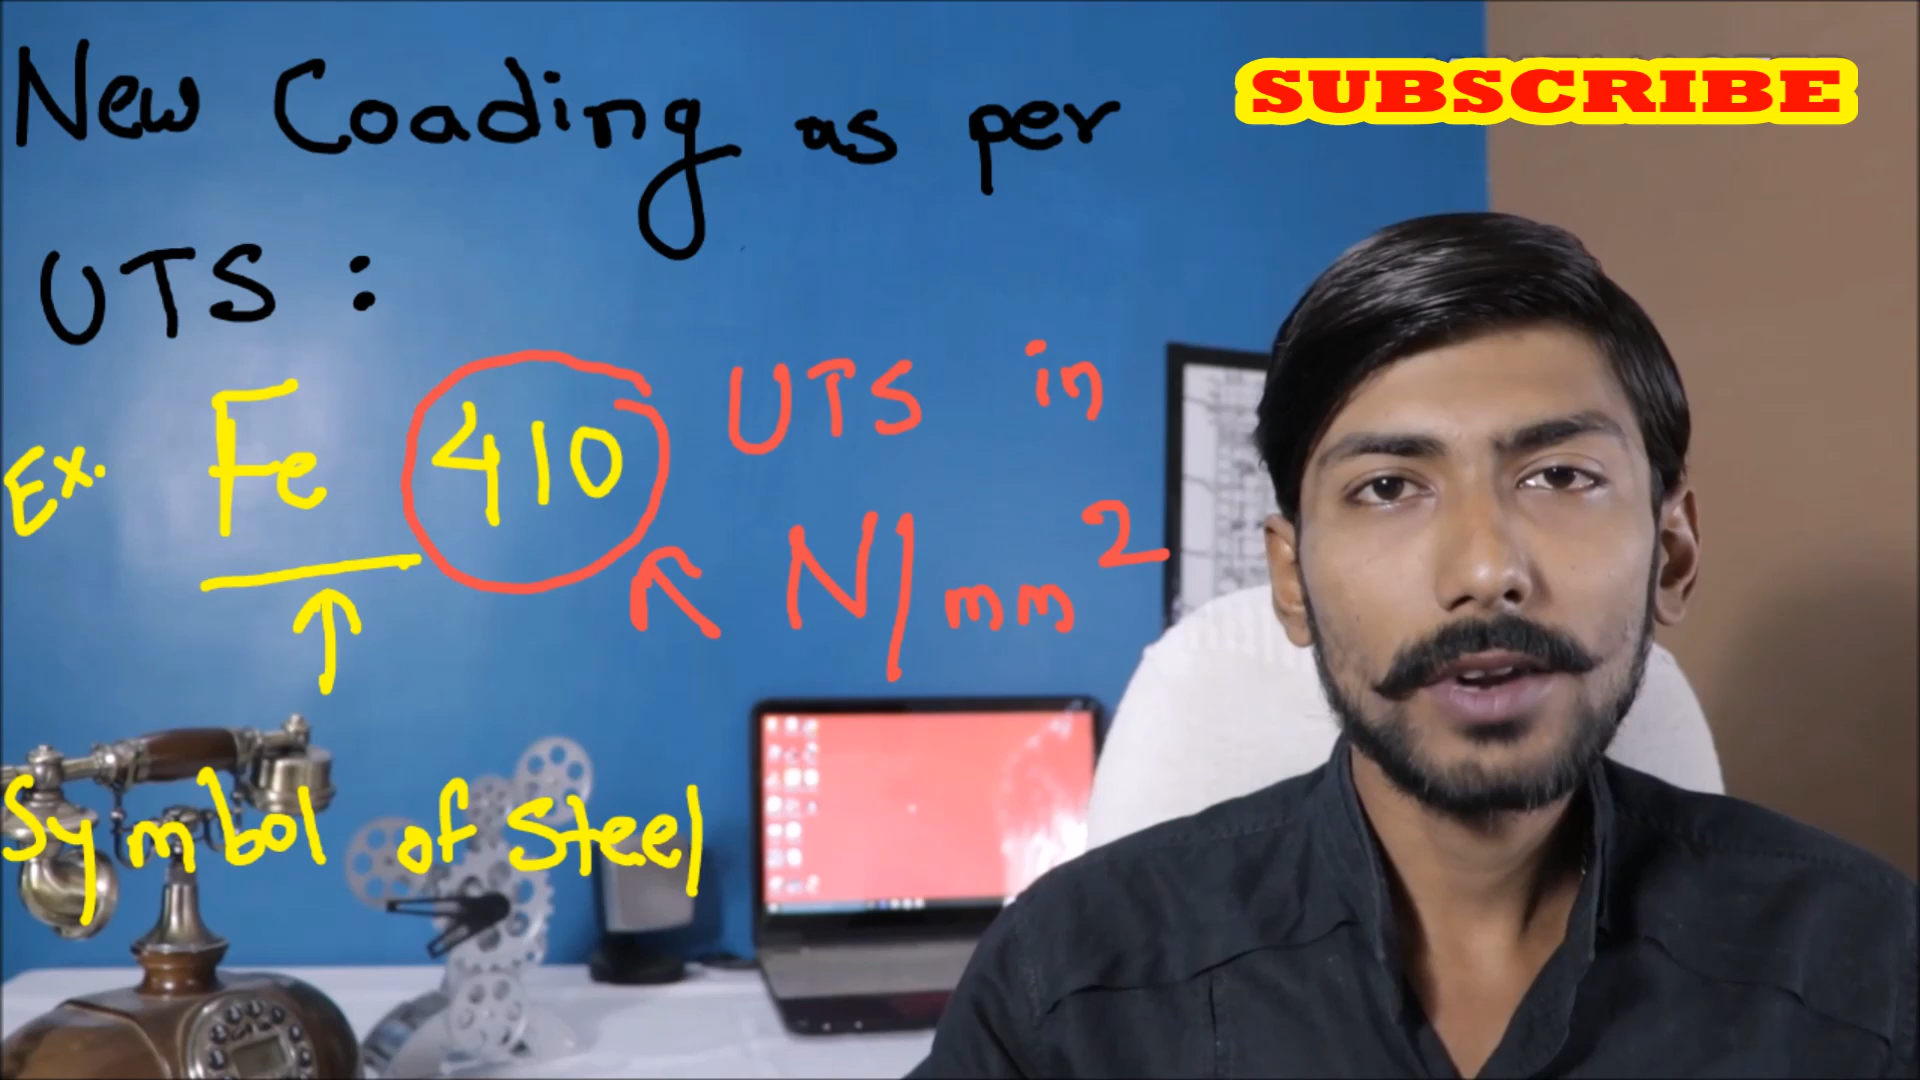 New Coading as per
SUBSCRIBE
UTS :
Ex. Fe 410
UTS in
N/mm²
Symbol of steel